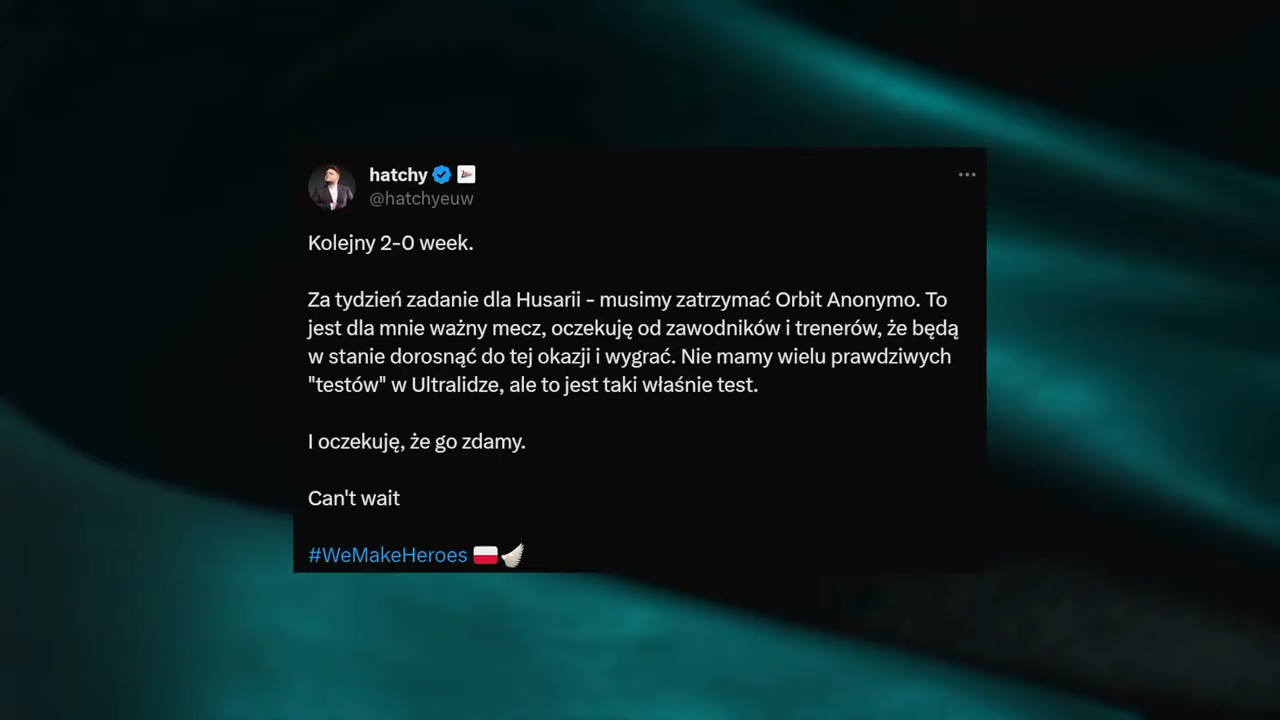 hatchy
@hatchyeuw
Kolejny 2-0 week.
Za tydzień zadanie dla Husarii - musimy zatrzymać Orbit Anonymo. To
jest dla mnie ważny mecz, oczekuję od zawodników i trenerów, że będą
w stanie dorosnąć do tej okazji i wygrać. Nie mamy wielu prawdziwych
"testów" w Ultralidze, ale to jest taki właśnie test.
I oczekuję, że go zdamy.
Can't wait
#WeMakeHeroes 🇵🇱🪽